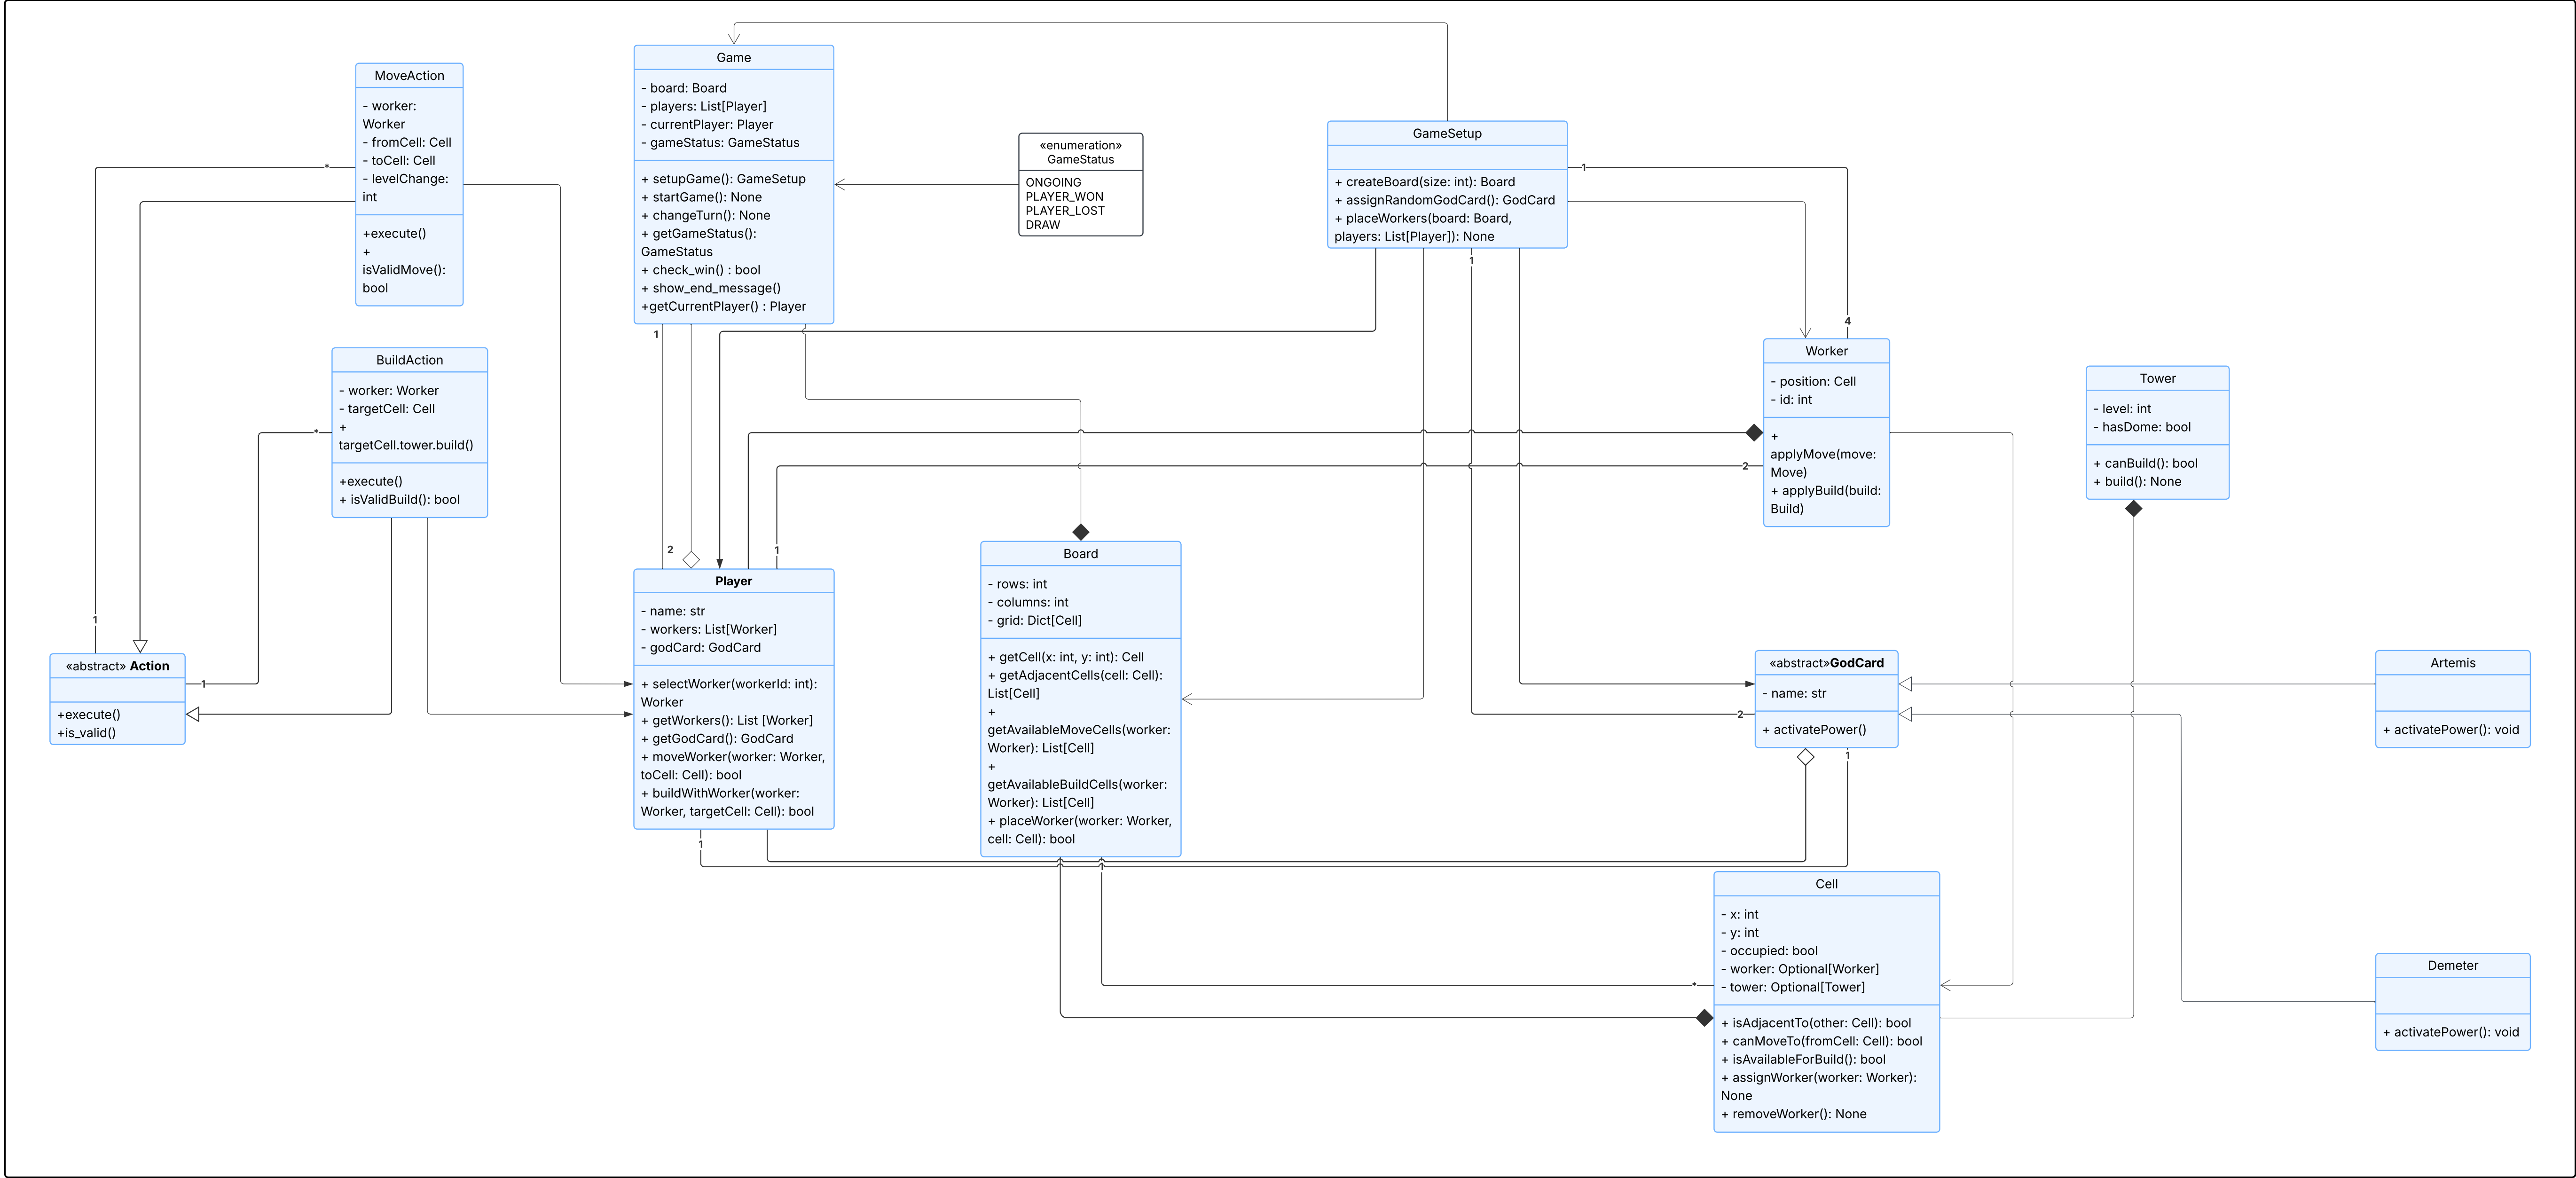 Game
- board: Board
- players: List[Player]
- currentPlayer: Player
- gameStatus: GameStatus
+ setupGame(): GameSetup
+ startGame(): None
+ changeTurn(): None
+ getGameStatus():
GameStatus
+ check_win() : bool
+ show_end_message()
+getCurrentPlayer() : Player
1
2
MoveAction
- worker:
Worker
- fromCell: Cell
- toCell: Cell
- levelChange:
int
+execute()
+
isValidMove():
bool
*
1
«enumeration»
GameStatus
ONGOING
PLAYER_WON
PLAYER_LOST
DRAW
GameSetup
+ createBoard(size: int): Board
+ assignRandomGodCard(): GodCard
+ placeWorkers(board: Board,
players: List[Player]): None
1
4
1
2
BuildAction
- worker: Worker
- targetCell: Cell
+
targetCell.tower.build()
+execute()
+ isValidBuild(): bool
*
1
Worker
- position: Cell
- id: int
+
applyMove(move:
Move)
+ applyBuild(build:
Build)
2
1
Tower
- level: int
- hasDome: bool
+ canBuild(): bool
+ build(): None
«abstract» Action
+execute()
+is_valid()
Player
- name: str
- workers: List[Worker]
- godCard: GodCard
+ selectWorker(workerId: int):
Worker
+ getWorkers(): List [Worker]
+ getGodCard(): GodCard
+ moveWorker(worker: Worker,
toCell: Cell): bool
+ buildWithWorker(worker:
Worker, targetCell: Cell): bool
1
1
Board
- rows: int
- columns: int
- grid: Dict[Cell]
+ getCell(x: int, y: int): Cell
+ getAdjacentCells(cell: Cell):
List[Cell]
+
getAvailableMoveCells(worker:
Worker): List[Cell]
+
getAvailableBuildCells(worker:
Worker): List[Cell]
+ placeWorker(worker: Worker,
cell: Cell): bool
1
*
«abstract»GodCard
- name: str
+ activatePower()
Artemis
+ activatePower(): void
Cell
- x: int
- y: int
- occupied: bool
- worker: Optional[Worker]
- tower: Optional[Tower]
+ isAdjacentTo(other: Cell): bool
+ canMoveTo(fromCell: Cell): bool
+ isAvailableForBuild(): bool
+ assignWorker(worker: Worker):
None
+ removeWorker(): None
Demeter
+ activatePower(): void